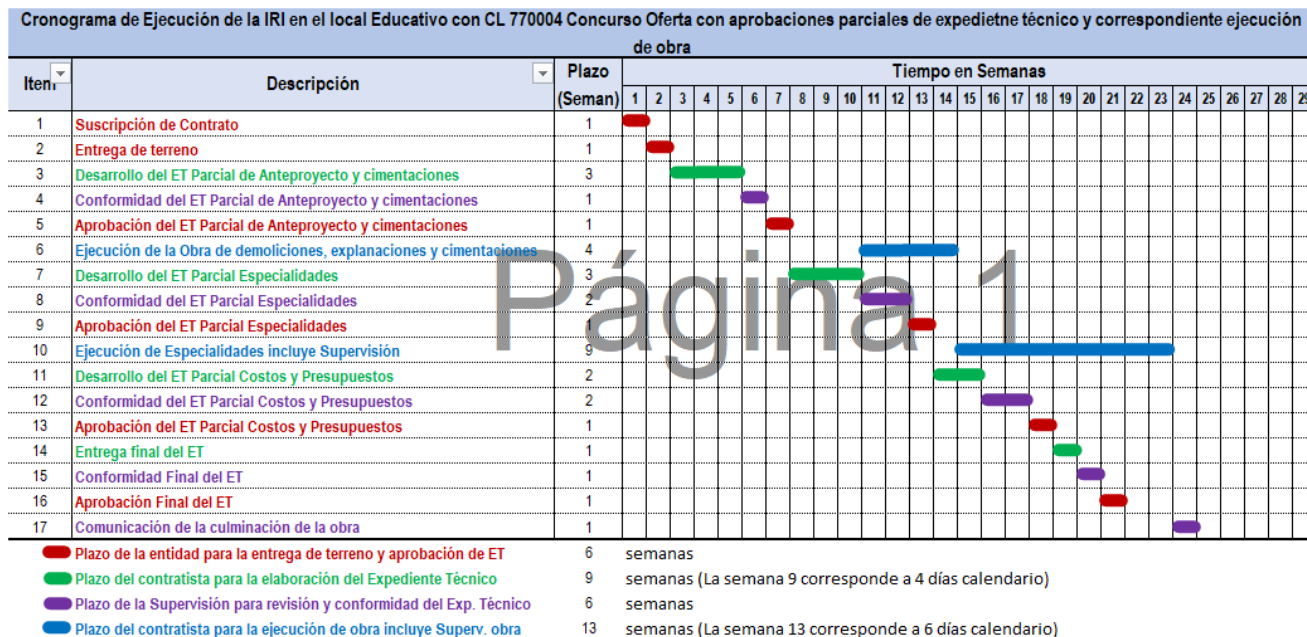 Cronograma de Ejecución de la IRI en el local Educativo con CL 770004 Concurso Oferta con aprobaciones parciales de expedietne técnico y correspondiente ejecución
de obra
Item Descripción Plazo (Seman) Tiempo en Semanas
1 2 3 4 5 6 7 8 9 10 11 12 13 14 15 16 17 18 19 20 21 22 23 24 25 26 27 28 29
1 Suscripción de Contrato 1
2 Entrega de terreno 1
3 Desarrollo del ET Parcial de Anteproyecto y cimentaciones 3
4 Conformidad del ET Parcial de Anteproyecto y cimentaciones 1
5 Aprobación del ET Parcial de Anteproyecto y cimentaciones 1
6 Ejecución de la Obra de demoliciones, explanaciones y cimentaciones 4
7 Desarrollo del ET Parcial Especialidades 3
8 Conformidad del ET Parcial Especialidades 2
9 Aprobación del ET Parcial Especialidades 1
10 Ejecución de Especialidades incluye Supervisión 9
11 Desarrollo del ET Parcial Costos y Presupuestos 2
12 Conformidad del ET Parcial Costos y Presupuestos 2
13 Aprobación del ET Parcial Costos y Presupuestos 1
14 Entrega final del ET 1
15 Conformidad Final del ET 1
16 Aprobación Final del ET 1
17 Comunicación de la culminación de la obra 1
Página 1
Plazo de la entidad para la entrega de terreno y aprobación de ET 6 semanas
Plazo del contratista para la elaboración del Expediente Técnico 9 semanas (La semana 9 corresponde a 4 días calendario)
Plazo de la Supervisión para revisión y conformidad del Exp. Técnico 6 semanas
Plazo del contratista para la ejecución de obra incluye Superv. obra 13 semanas (La semana 13 corresponde a 6 días calendario)